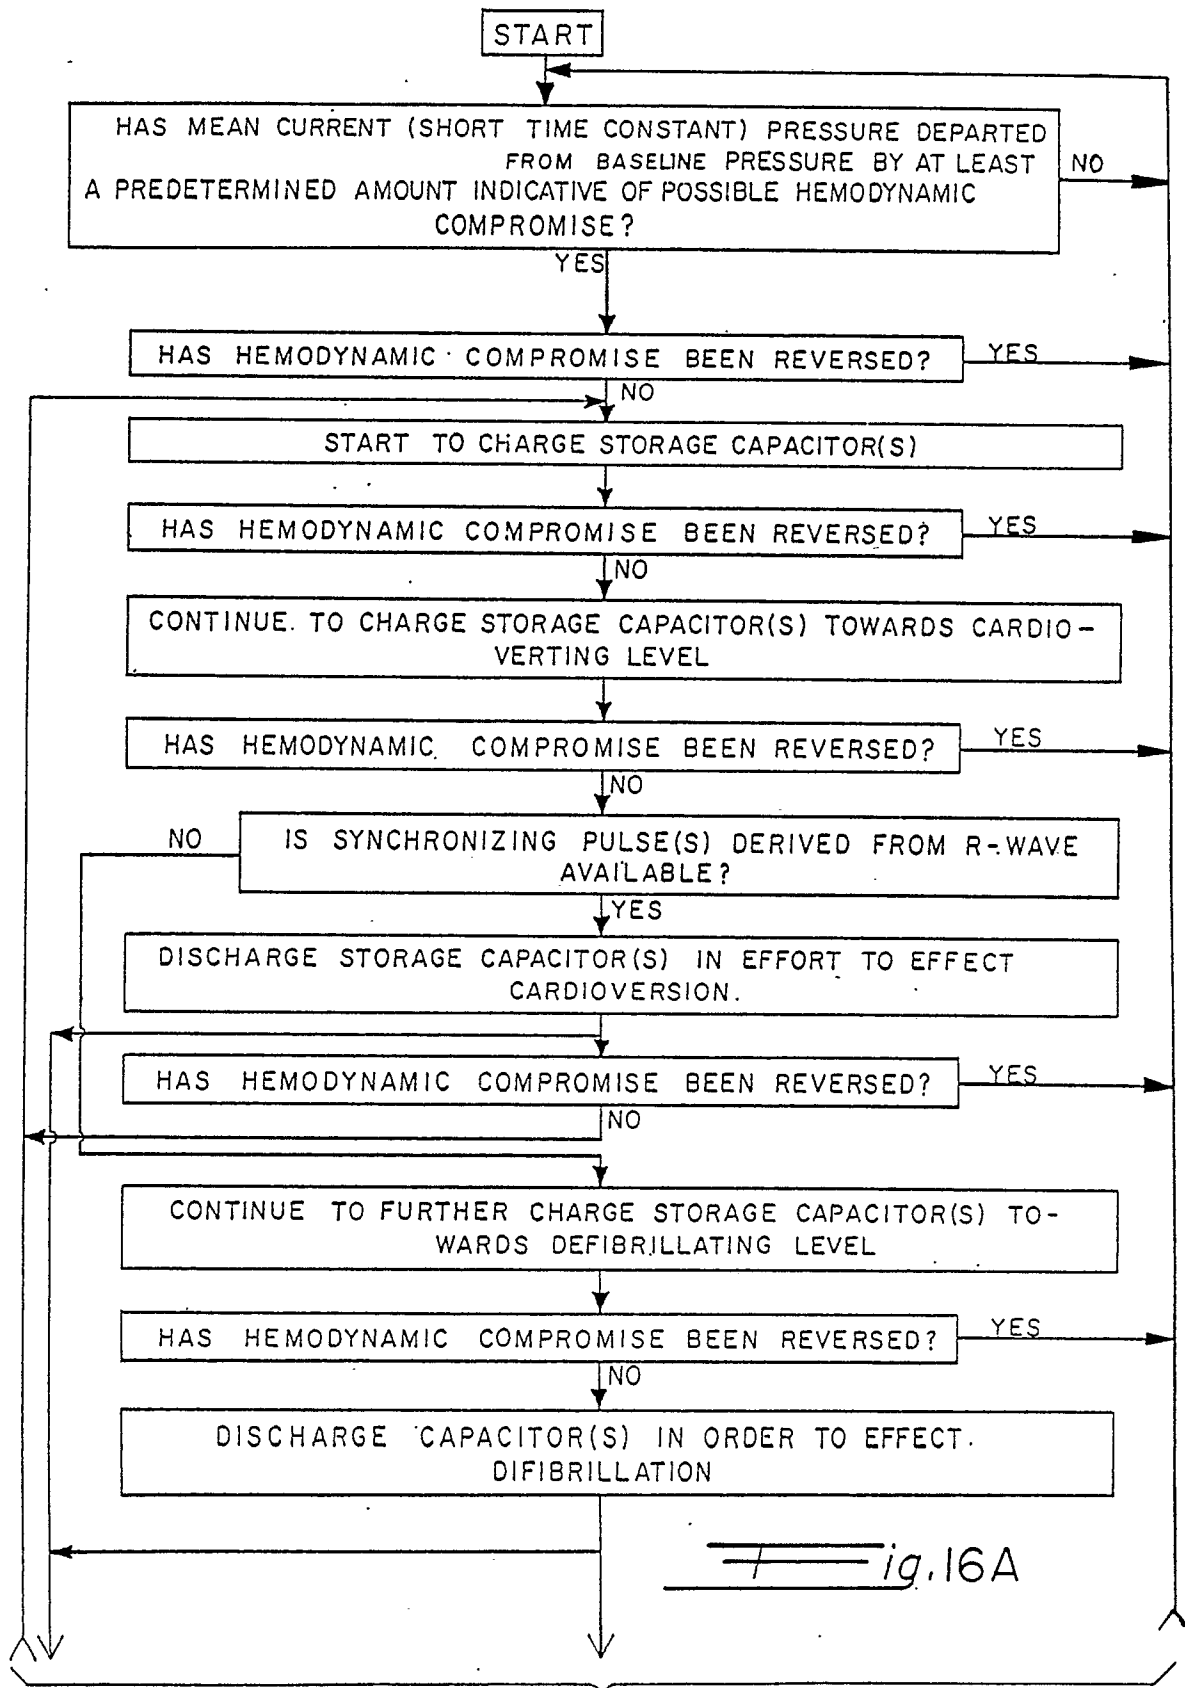 START
HAS MEAN CURRENT (SHORT TIME CONSTANT) PRESSURE DEPARTED
FROM BASELINE PRESSURE BY AT LEAST
A PREDETERMINED AMOUNT INDICATIVE OF POSSIBLE HEMODYNAMIC
COMPROMISE?
NO
YES
HAS HEMODYNAMIC COMPROMISE BEEN REVERSED?
YES
NO
START TO CHARGE STORAGE CAPACITOR(S)
HAS HEMODYNAMIC COMPROMISE BEEN REVERSED?
YES
NO
CONTINUE. TO CHARGE STORAGE CAPACITOR(S) TOWARDS CARDIO-
VERTING LEVEL
HAS HEMODYNAMIC COMPROMISE BEEN REVERSED?
YES
NO
NO
IS SYNCHRONIZING PULSE(S) DERIVED FROM R-WAVE
AVAILABLE?
YES
DISCHARGE STORAGE CAPACITOR(S) IN EFFORT TO EFFECT
CARDIOVERSION.
HAS HEMODYNAMIC COMPROMISE BEEN REVERSED?
YES
NO
CONTINUE TO FURTHER CHARGE STORAGE CAPACITOR(S) TO-
WARDS DEFIBRILLATING LEVEL
HAS HEMODYNAMIC COMPROMISE BEEN REVERSED?
YES
NO
DISCHARGE CAPACITOR(S) IN ORDER TO EFFECT.
DIFIBRILLATION
Fig. 16A